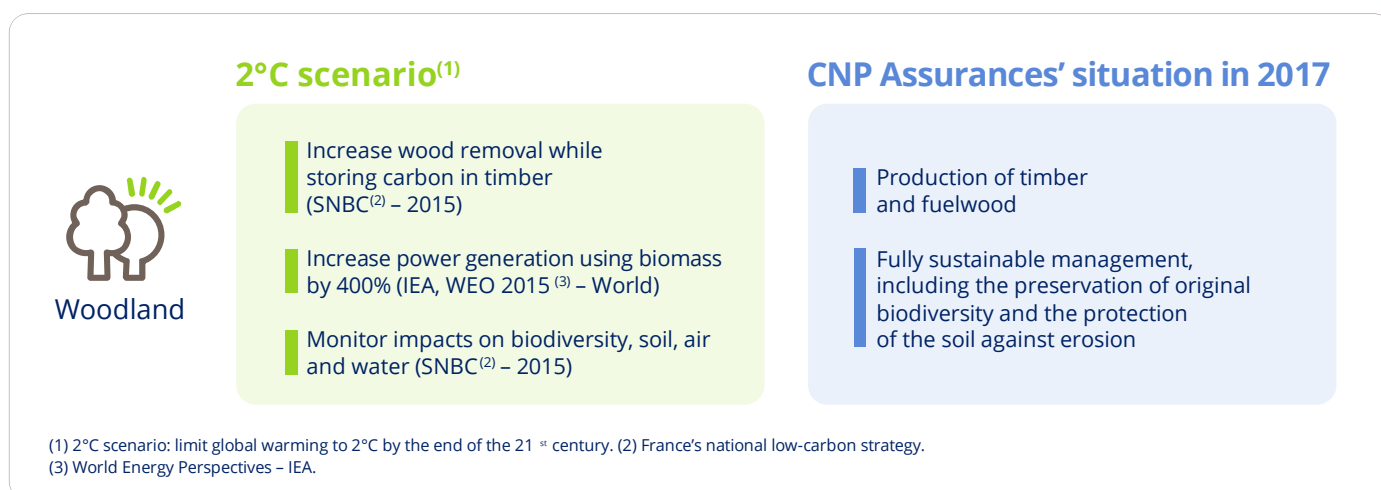 2°C scenario(1)
Increase wood removal while
storing carbon in timber
(SNBC(2) – 2015)
Increase power generation using biomass
by 400% (IEA, WEO 2015 (3) – World)
Monitor impacts on biodiversity, soil, air
and water (SNBC(2) – 2015)
Woodland
CNP Assurances’ situation in 2017
Production of timber
and fuelwood
Fully sustainable management,
including the preservation of original
biodiversity and the protection
of the soil against erosion
(1) 2°C scenario: limit global warming to 2°C by the end of the 21 st century. (2) France’s national low-carbon strategy.
(3) World Energy Perspectives – IEA.